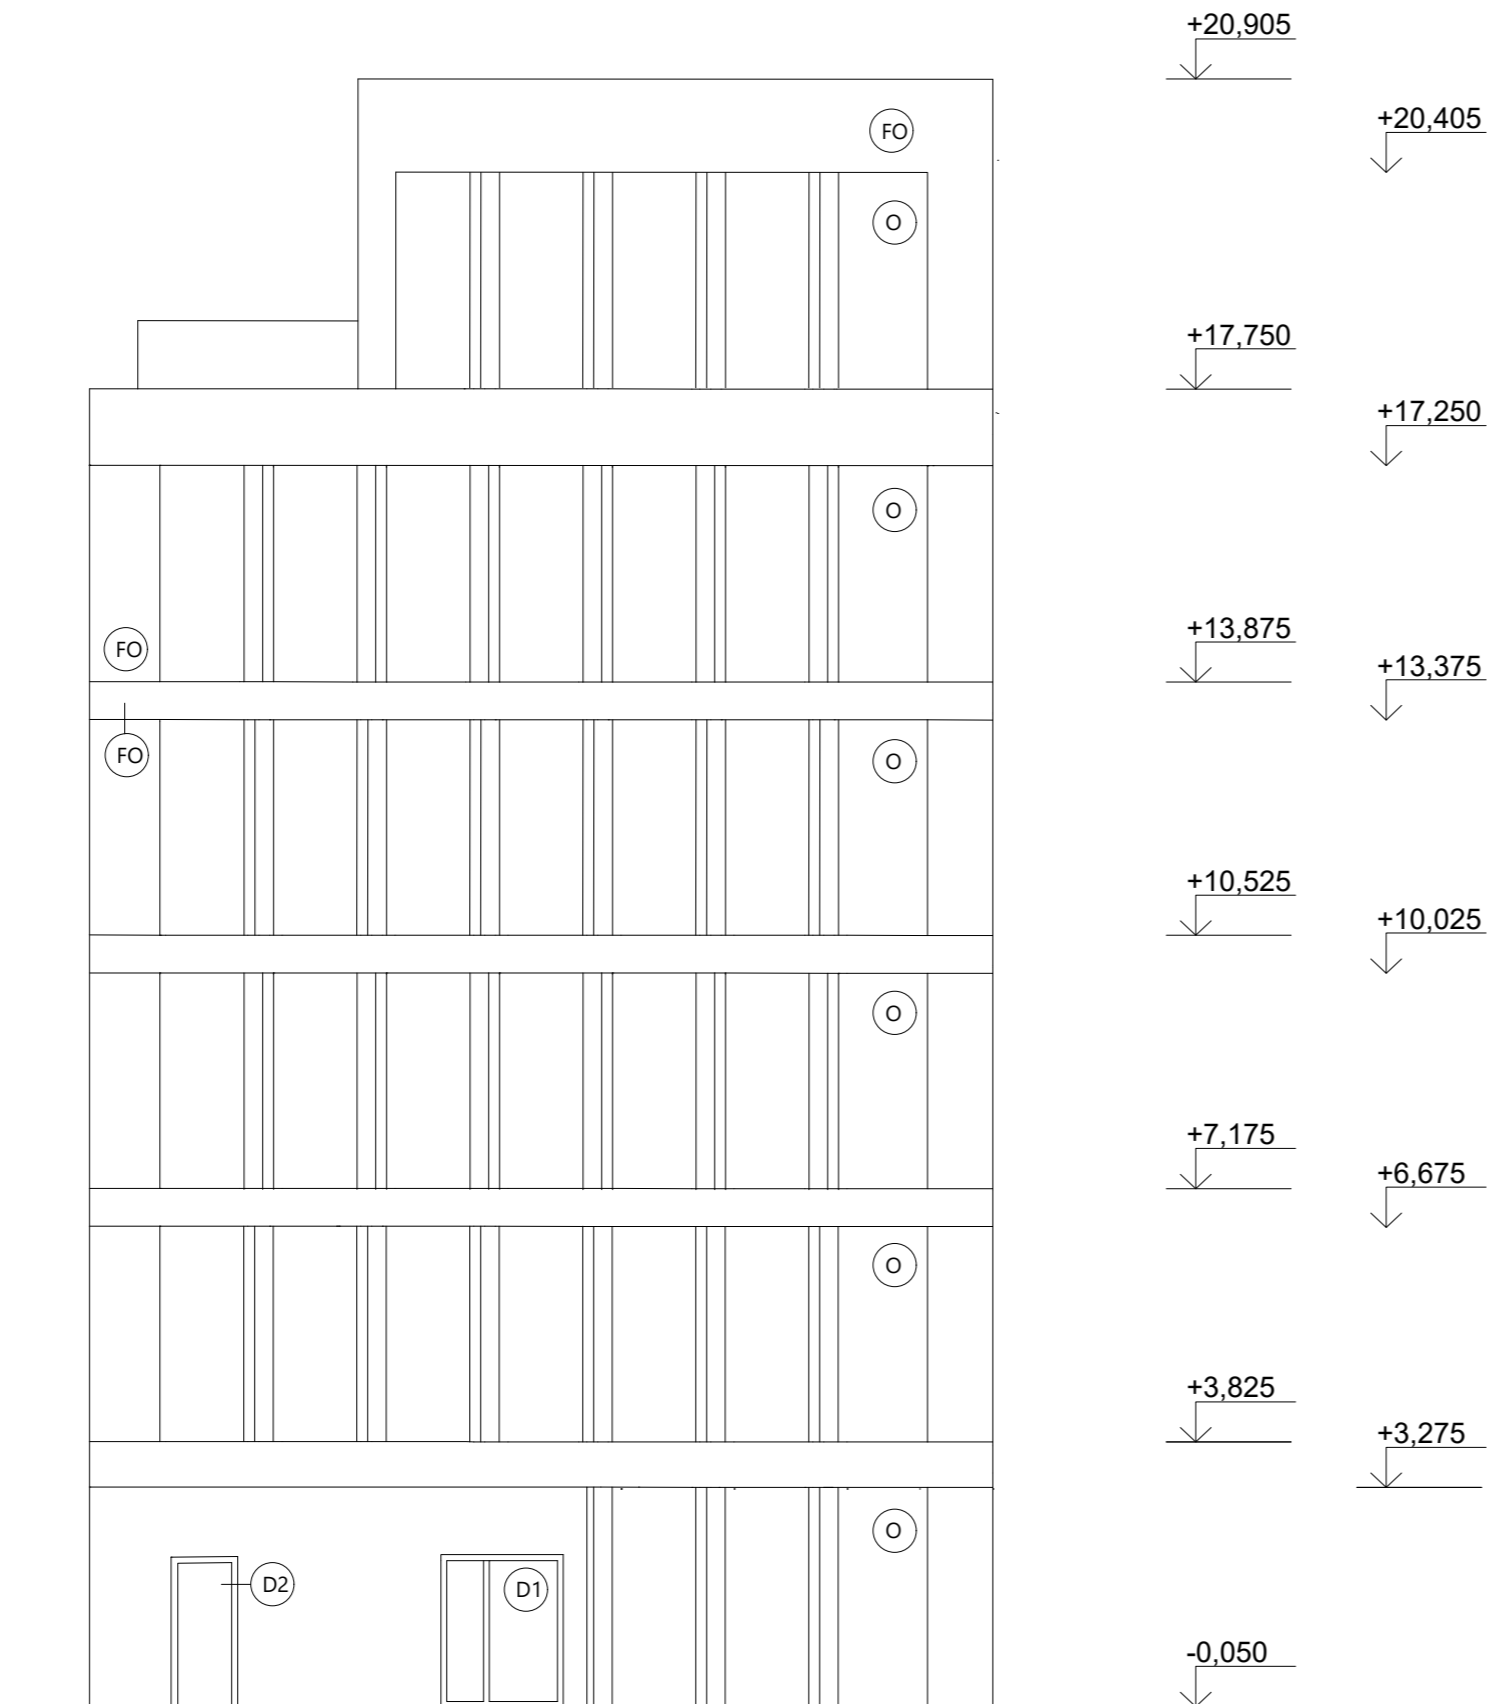 +20,905
+20,405
FO
O
+17,750
+17,250
O
+13,875
FO
+13,375
FO
O
+10,525
+10,025
O
+7,175
+6,675
O
+3,825
+3,275
O
D2
D1
-0,050